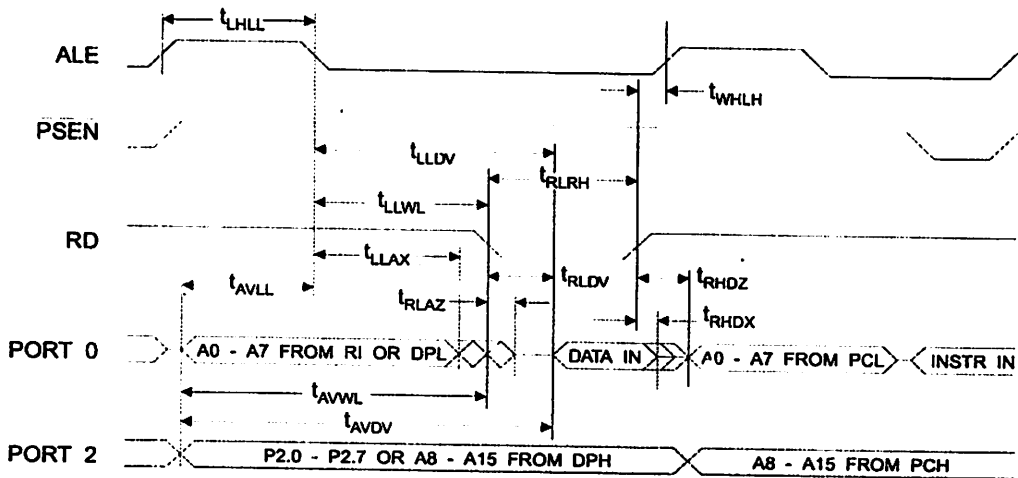 tLHLL
ALE
tWHLH
PSEN
tLLDV
tRLRH
tLLWL
RD
tLLAX
tAVLL
tRLAZ
tRLDV
tRHDZ
tRHDX
PORT 0
A0 - A7 FROM RI OR DPL
DATA IN
A0 - A7 FROM PCL
INSTR IN
tAVWL
tAVDV
PORT 2
P2.0 - P2.7 OR A8 - A15 FROM DPH
A8 - A15 FROM PCH